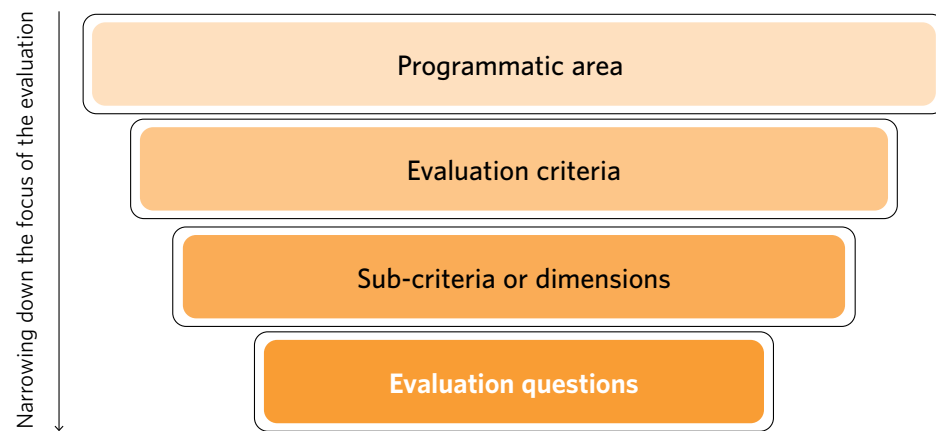 Narrowing down the focus of the evaluation
Programmatic area
Evaluation criteria
Sub-criteria or dimensions
Evaluation questions